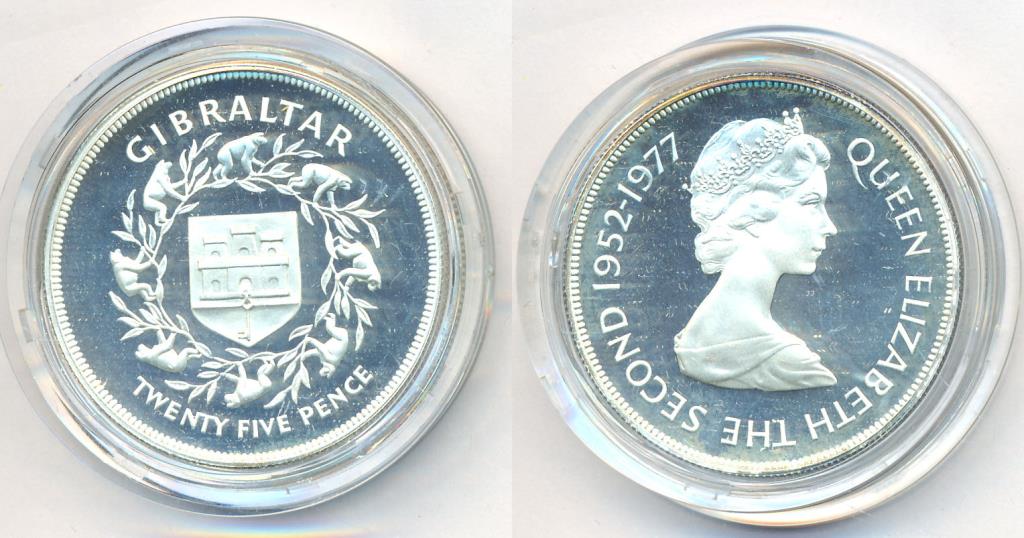 GIBRALTAR
TWENTY FIVE PENCE
QUEEN ELIZABETH THE SECOND 1952-1977